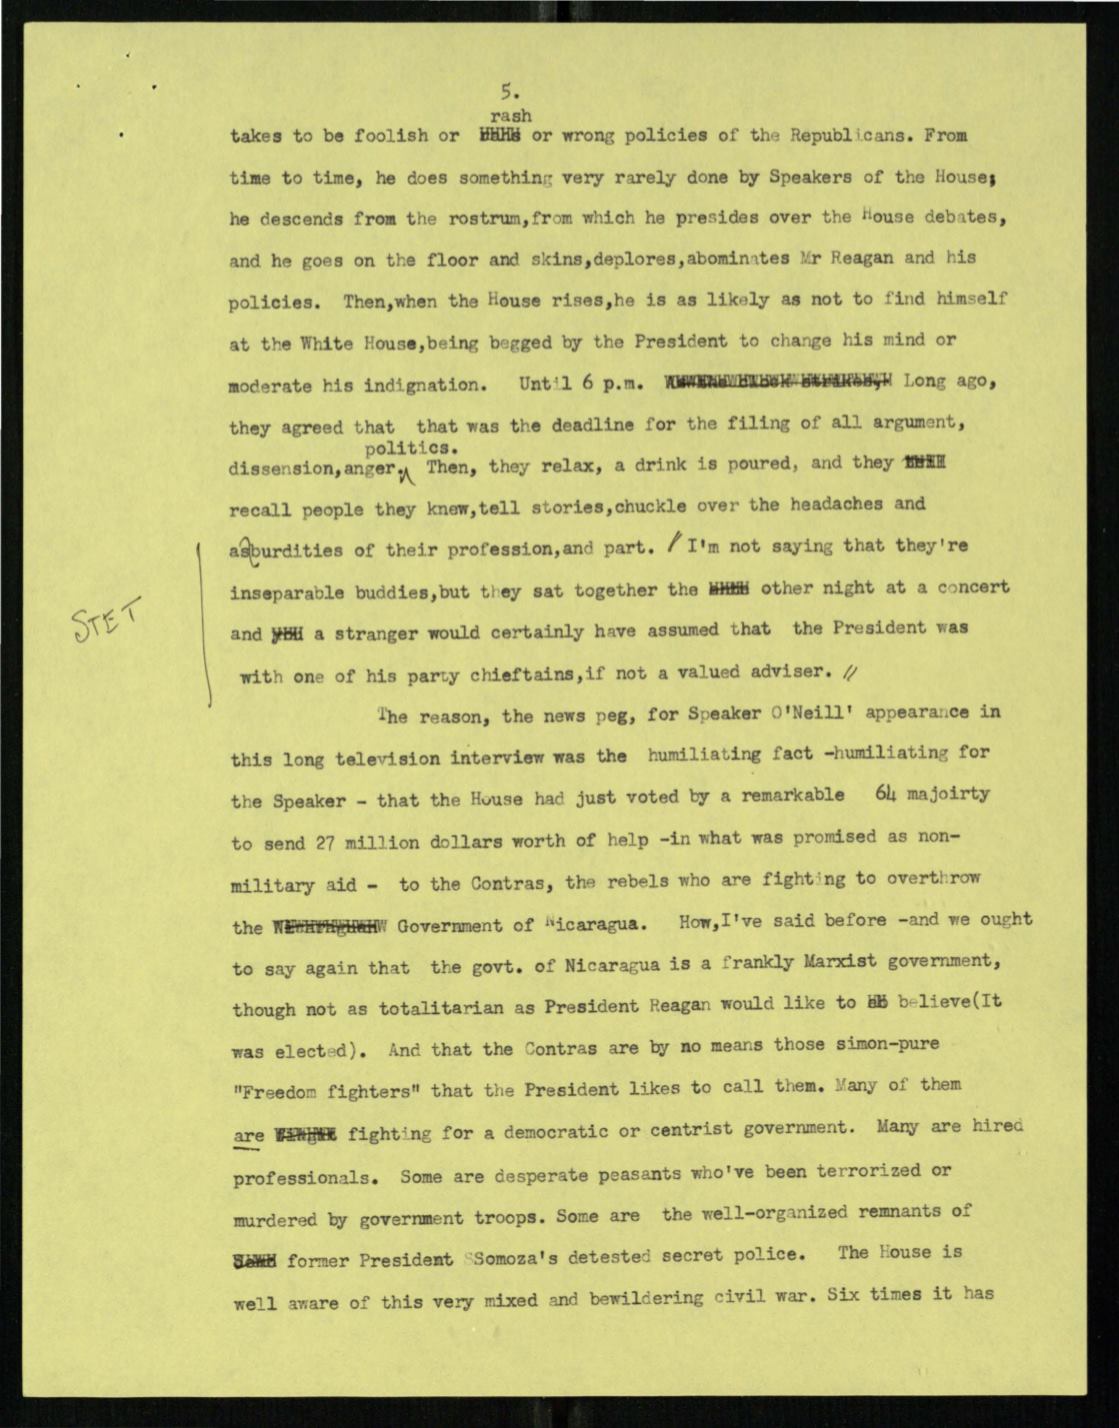 5.
rash
takes to be foolish or or wrong policies of the Republicans. From
time to time, he does something very rarely done by Speakers of the House;
he descends from the rostrum,from which he presides over the House debates,
and he goes on the floor and skins,deplores,abominates Mr Reagan and his
policies. Then,when the House rises,he is as likely as not to find himself
at the White House,being begged by the President to change his mind or
moderate his indignation. Until 6 p.m. Long ago,
they agreed that that was the deadline for the filing of all argument,
politics.
dissension,anger. Then, they relax, a drink is poured, and they
recall people they knew,tell stories,chuckle over the headaches and
asburdities of their profession,and part. / I'm not saying that they're
inseparable buddies,but they sat together the other night at a concert
STET
and a stranger would certainly have assumed that the President was
with one of his party chieftains,if not a valued adviser. //
The reason, the news peg, for Speaker O'Neill' appearance in
this long television interview was the humiliating fact -humiliating for
the Speaker - that the House had just voted by a remarkable 64 majoirty
to send 27 million dollars worth of help -in what was promised as non-
military aid - to the Contras, the rebels who are fighting to overthrow
the Government of Nicaragua. How,I've said before -and we ought
to say again that the govt. of Nicaragua is a frankly Marxist government,
though not as totalitarian as President Reagan would like to believe(It
was elected). And that the Contras are by no means those simon-pure
"Freedom fighters" that the President likes to call them. Many of them
are fighting for a democratic or centrist government. Many are hired
professionals. Some are desperate peasants who've been terrorized or
murdered by government troops. Some are the well-organized remnants of
former President Somoza's detested secret police. The House is
well aware of this very mixed and bewildering civil war. Six times it has